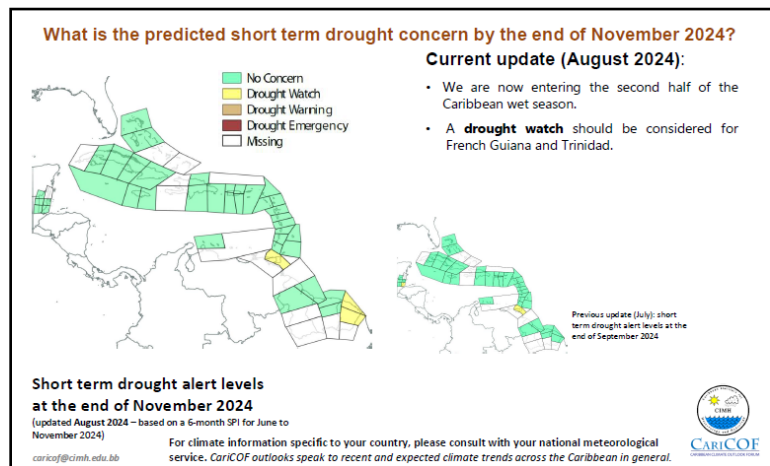 What is the predicted short term drought concern by the end of November 2024?
No Concern
Drought Watch
Drought Warning
Drought Emergency
Missing
Current update (August 2024):
• We are now entering the second half of the
Caribbean wet season.
• A drought watch should be considered for
French Guiana and Trinidad.
Previous update (July): short
term drought alert levels at the
end of September 2024
Short term drought alert levels
at the end of November 2024
(updated August 2024 – based on a 6-month SPI for June to
November 2024)
caricof@cimh.edu.bb
For climate information specific to your country, please consult with your national meteorological
service. CariCOF outlooks speak to recent and expected climate trends across the Caribbean in general.
CIMH
CARICOF
CARIBBEAN CLIMATE OUTLOOK FORUM